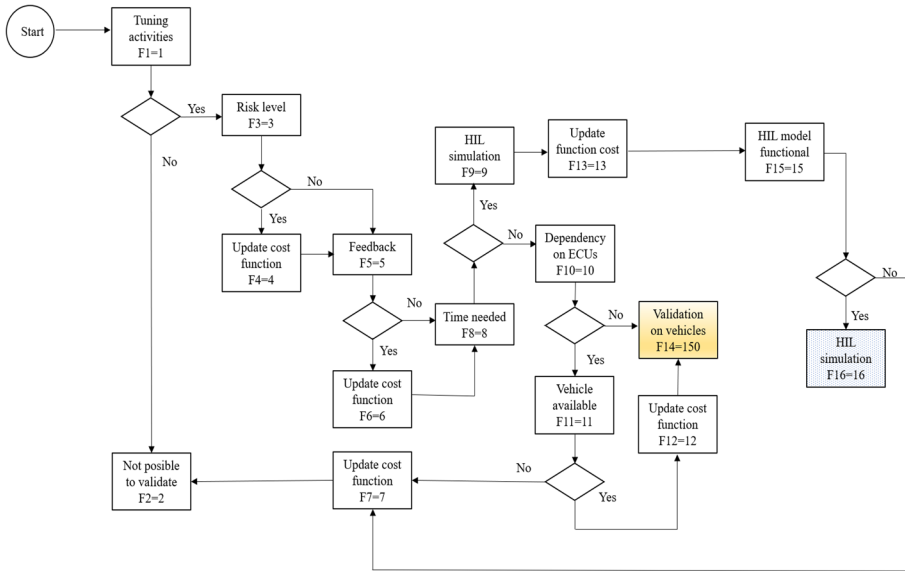 Start
Tuning
activities
F1=1
Yes
No
Risk level
F3=3
No
Yes
Update cost
function
F4=4
Feedback
F5=5
No
Yes
Update cost
function
F6=6
Time needed
F8=8
HIL
simulation
F9=9
Yes
No
Update
function cost
F13=13
HIL model
functional
F15=15
No
Yes
HIL
simulation
F16=16
Dependency
on ECUs
F10=10
No
Yes
Validation
on vehicles
F14=150
Vehicle
available
F11=11
Update cost
function
F12=12
No
Yes
Update cost
function
F7=7
Not posible
to validate
F2=2